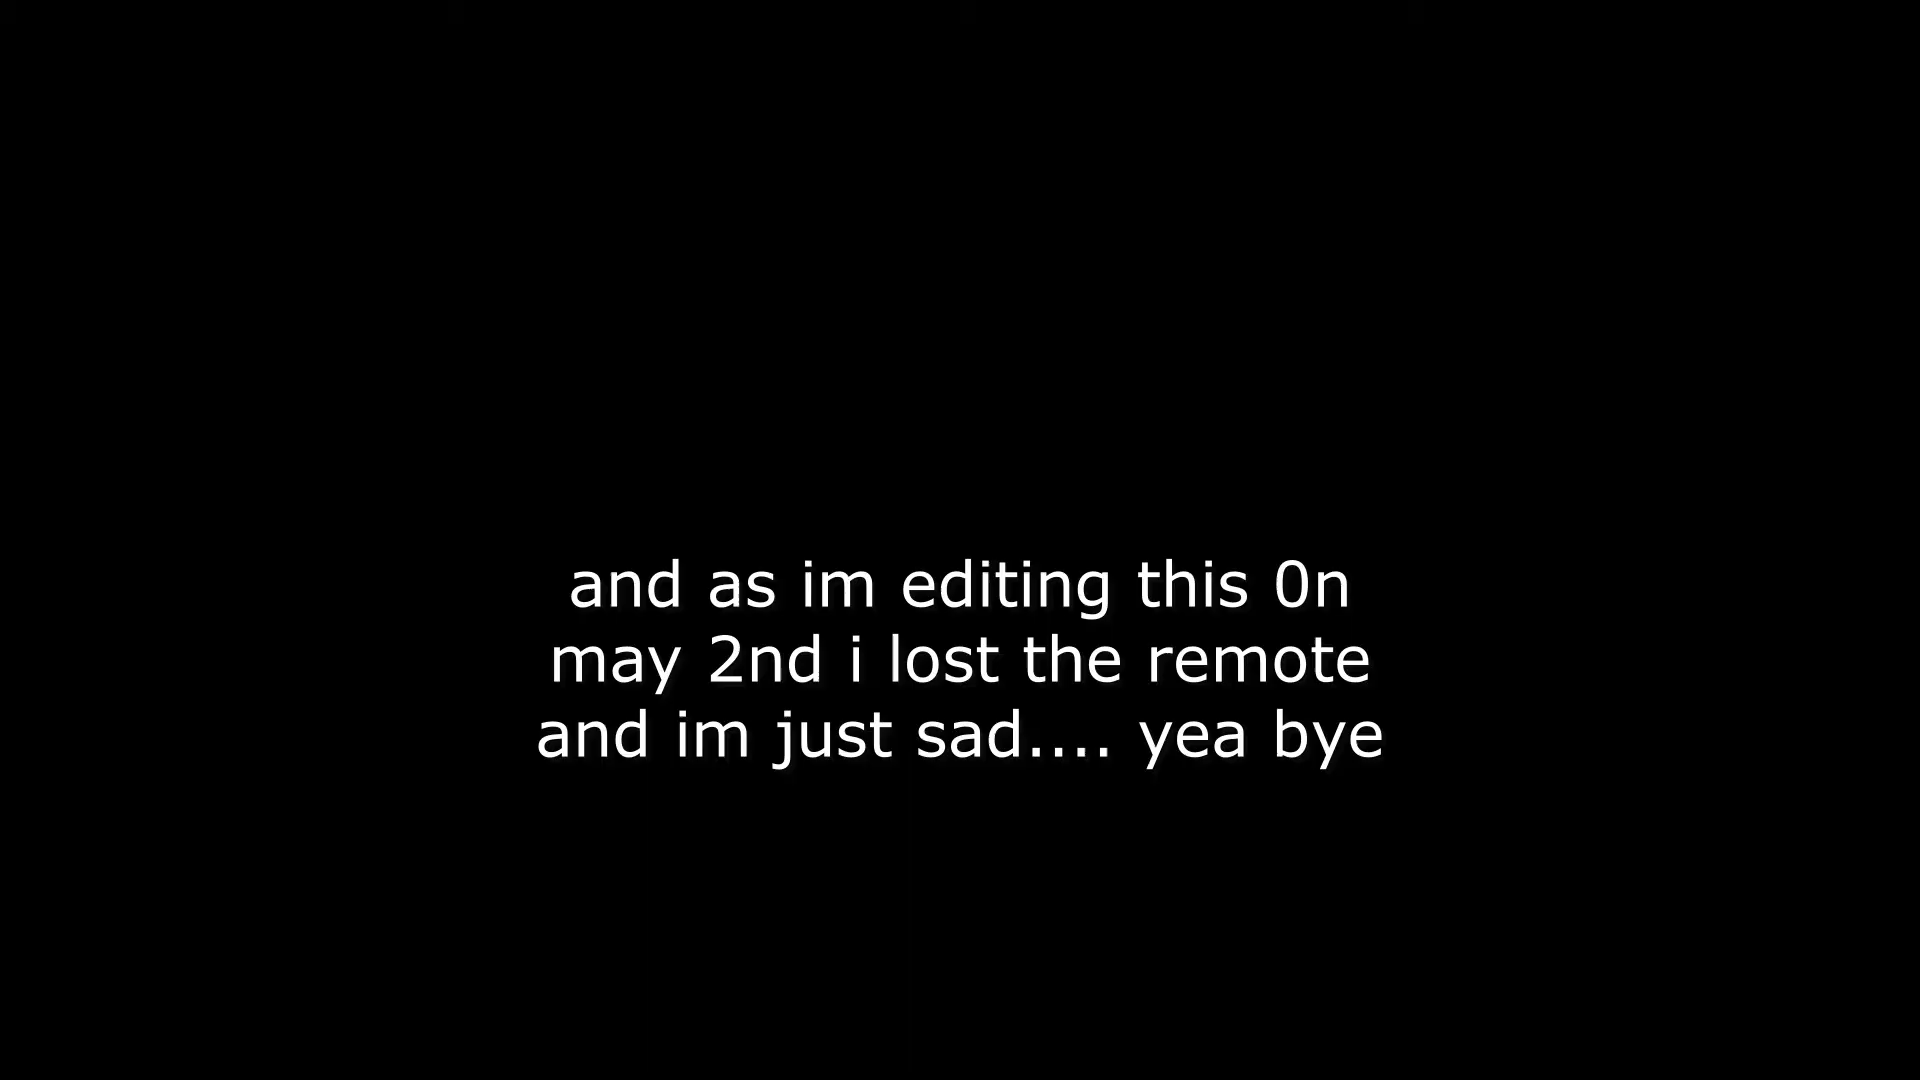 and as im editing this 0n
may 2nd i lost the remote
and im just sad.... yea bye